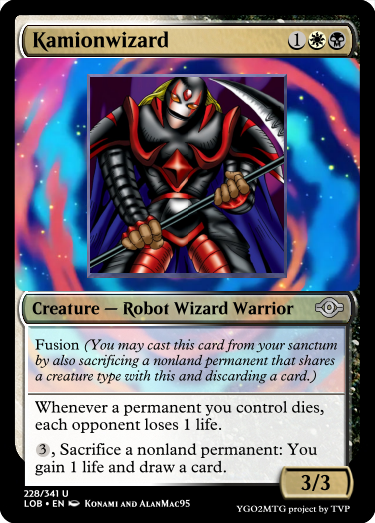 Kamionwizard 1
Creature — Robot Wizard Warrior
Fusion (You may cast this card from your sanctum
by also sacrificing a nonland permanent that shares
a creature type with this and discarding a card.)
Whenever a permanent you control dies,
each opponent loses 1 life.
3, Sacrifice a nonland permanent: You
gain 1 life and draw a card.
3/3
228/341 U
LOB • EN Konami and AlanMac95
YGO2MTG project by TVP